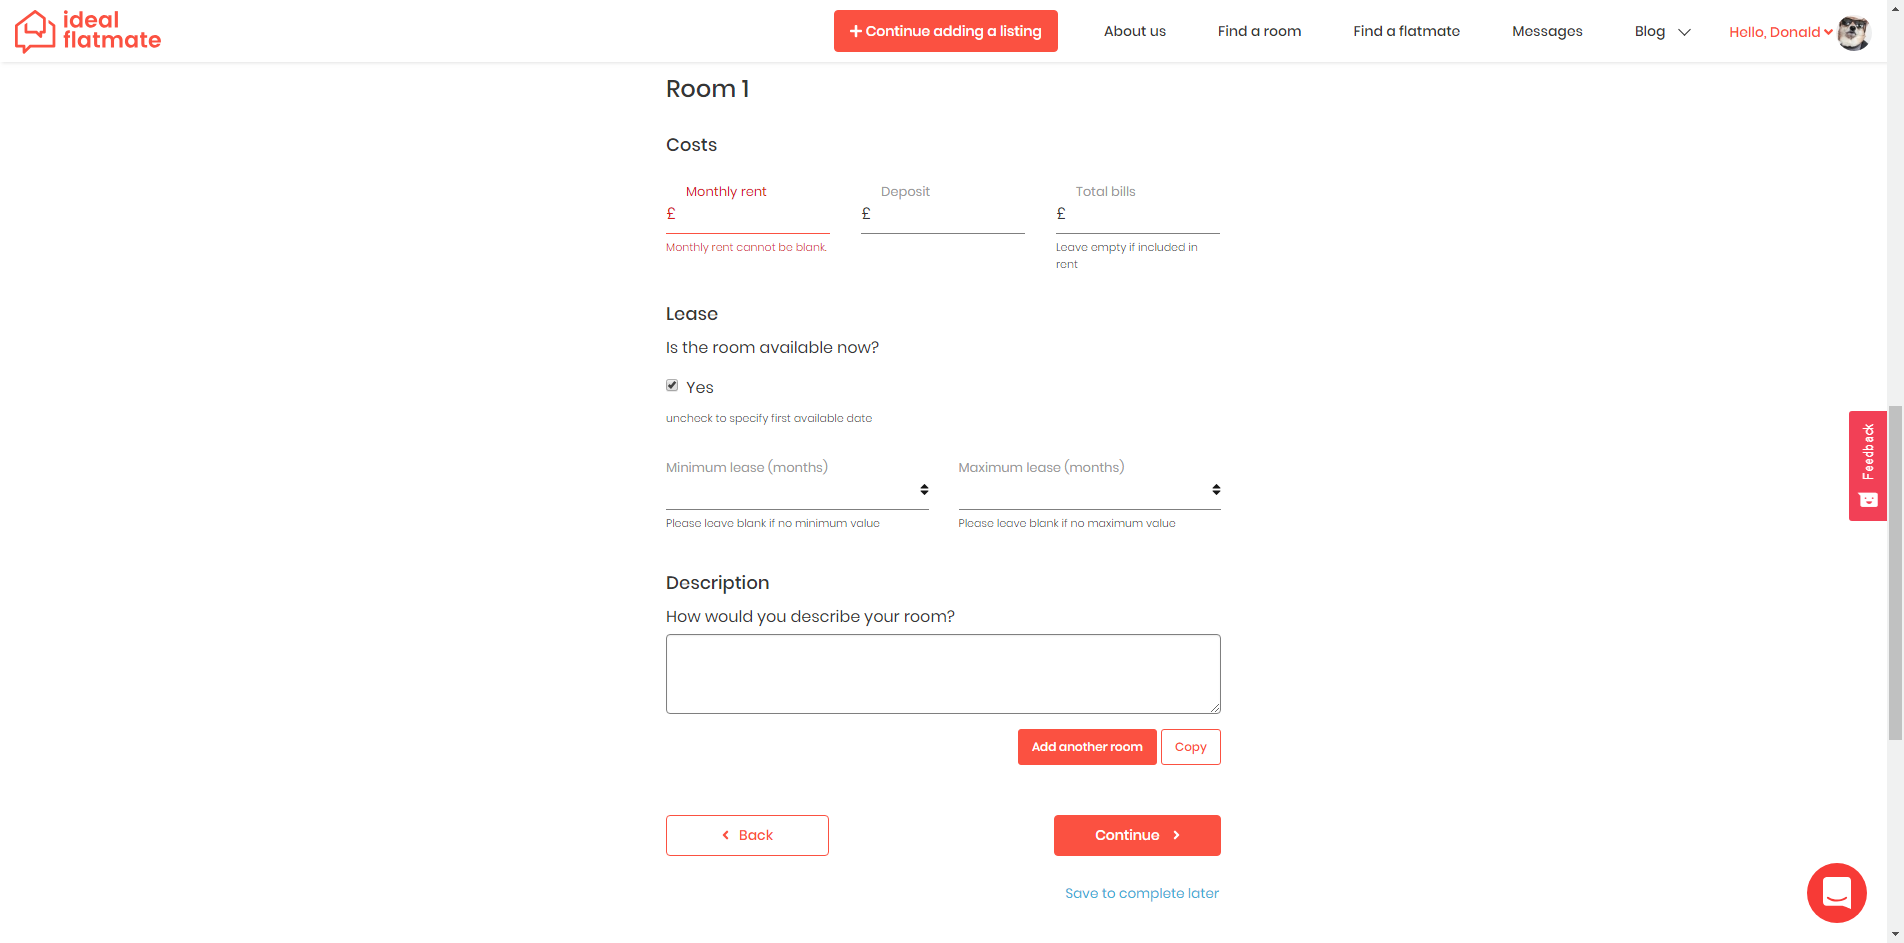 ideal
flatmate
Continue adding a listing
About us
Find a room
Find a flatmate
Messages
Blog
Hello, Donald
Room 1
Costs
Monthly rent
Deposit
Total bills
£
£
£
Monthly rent cannot be blank.
Leave empty if included in
rent
Lease
Is the room available now?
Yes
uncheck to specify first available date
Minimum lease (months)
Maximum lease (months)
Please leave blank if no minimum value
Please leave blank if no maximum value
Feedback
Description
How would you describe your room?
Add another room
Copy
Back
Continue
Save to complete later